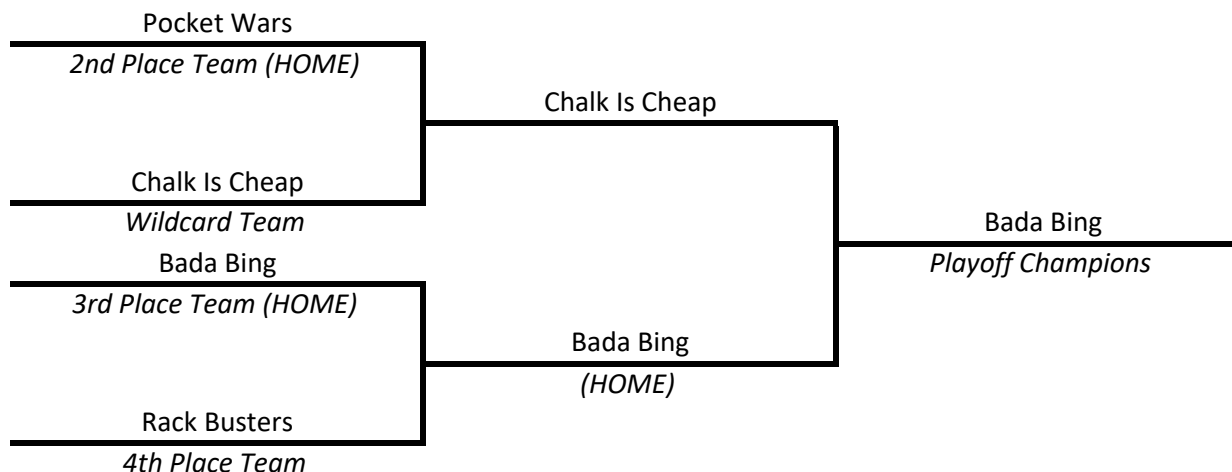 Pocket Wars
2nd Place Team (HOME)
Chalk Is Cheap
Chalk Is Cheap
Wildcard Team
Bada Bing
Playoff Champions
Bada Bing
3rd Place Team (HOME)
Bada Bing
(HOME)
Rack Busters
4th Place Team